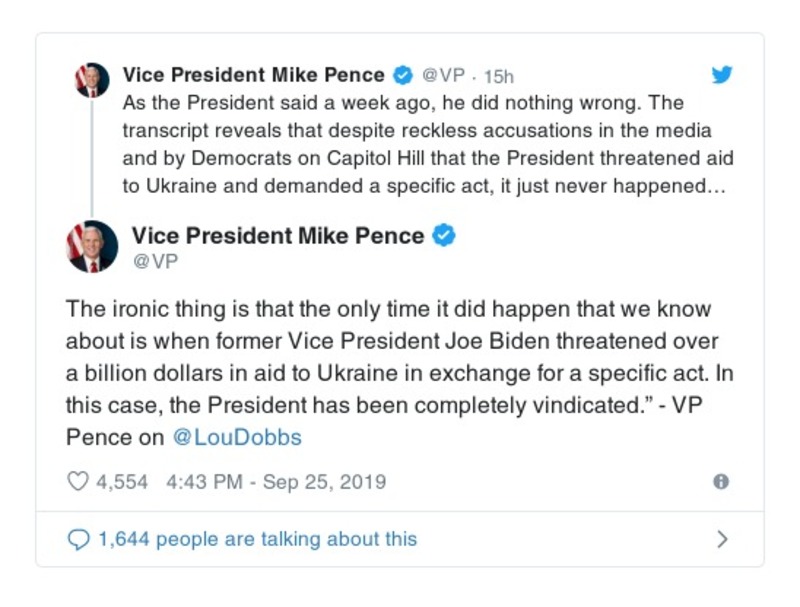 Vice President Mike Pence @VP · 15h
As the President said a week ago, he did nothing wrong. The
transcript reveals that despite reckless accusations in the media
and by Democrats on Capitol Hill that the President threatened aid
to Ukraine and demanded a specific act, it just never happened…
Vice President Mike Pence
@VP
The ironic thing is that the only time it did happen that we know
about is when former Vice President Joe Biden threatened over
a billion dollars in aid to Ukraine in exchange for a specific act. In
this case, the President has been completely vindicated.” - VP
Pence on @LouDobbs
4,554 4:43 PM - Sep 25, 2019
1,644 people are talking about this